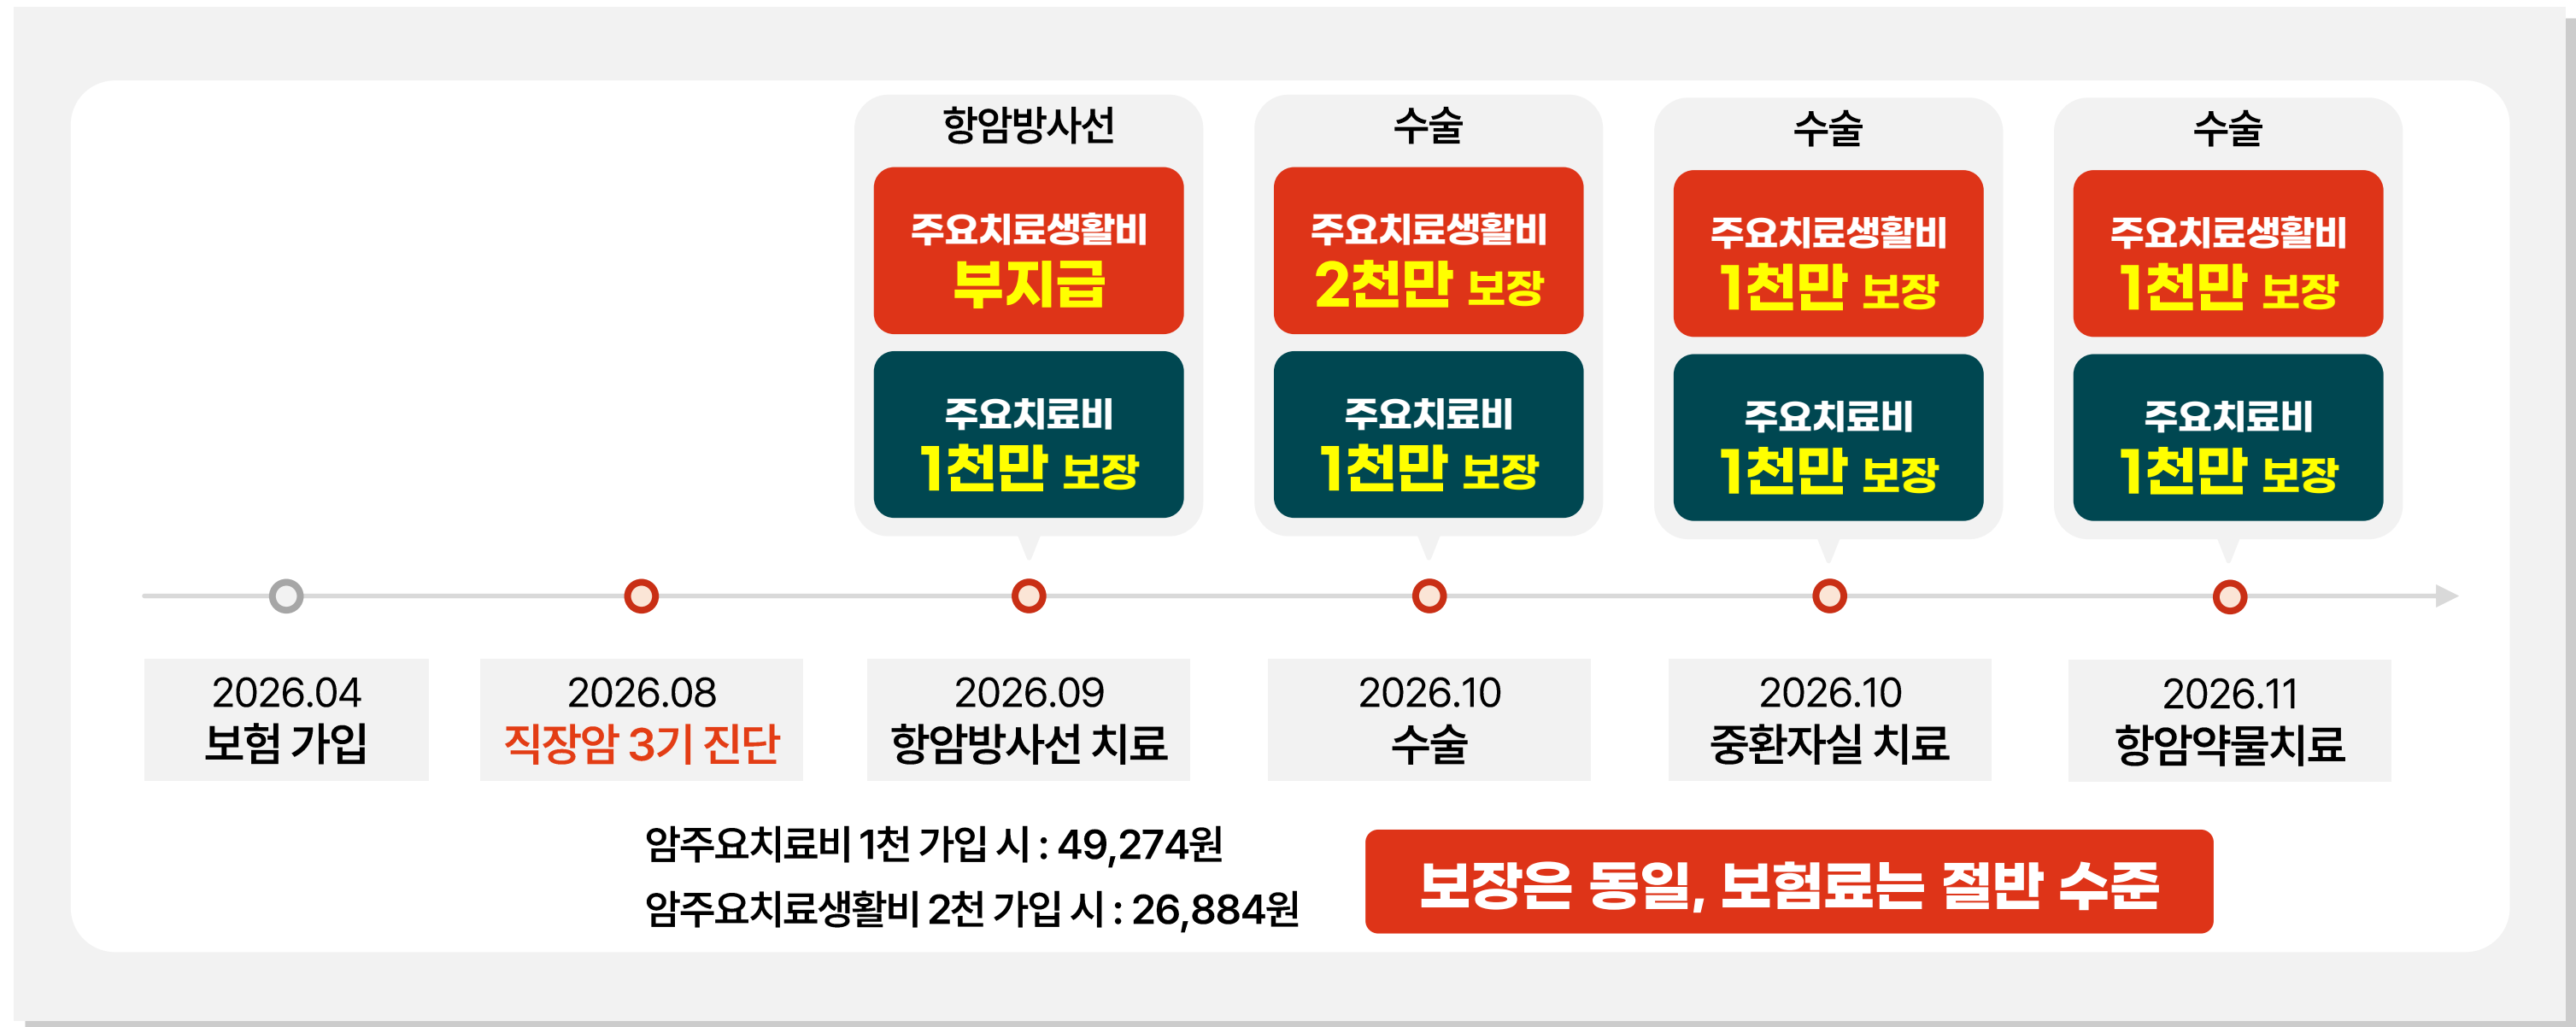 항암방사선
주요치료생활비
부지급
주요치료비
1천만 보장
수술
주요치료생활비
2천만 보장
주요치료비
1천만 보장
수술
주요치료생활비
1천만 보장
주요치료비
1천만 보장
수술
주요치료생활비
1천만 보장
주요치료비
1천만 보장
2026.04
보험 가입
2026.08
직장암 3기 진단
2026.09
항암방사선 치료
2026.10
수술
2026.10
중환자실 치료
2026.11
항암약물치료
암주요치료비 1천 가입 시 : 49,274원
암주요치료생활비 2천 가입 시 : 26,884원
보장은 동일, 보험료는 절반 수준